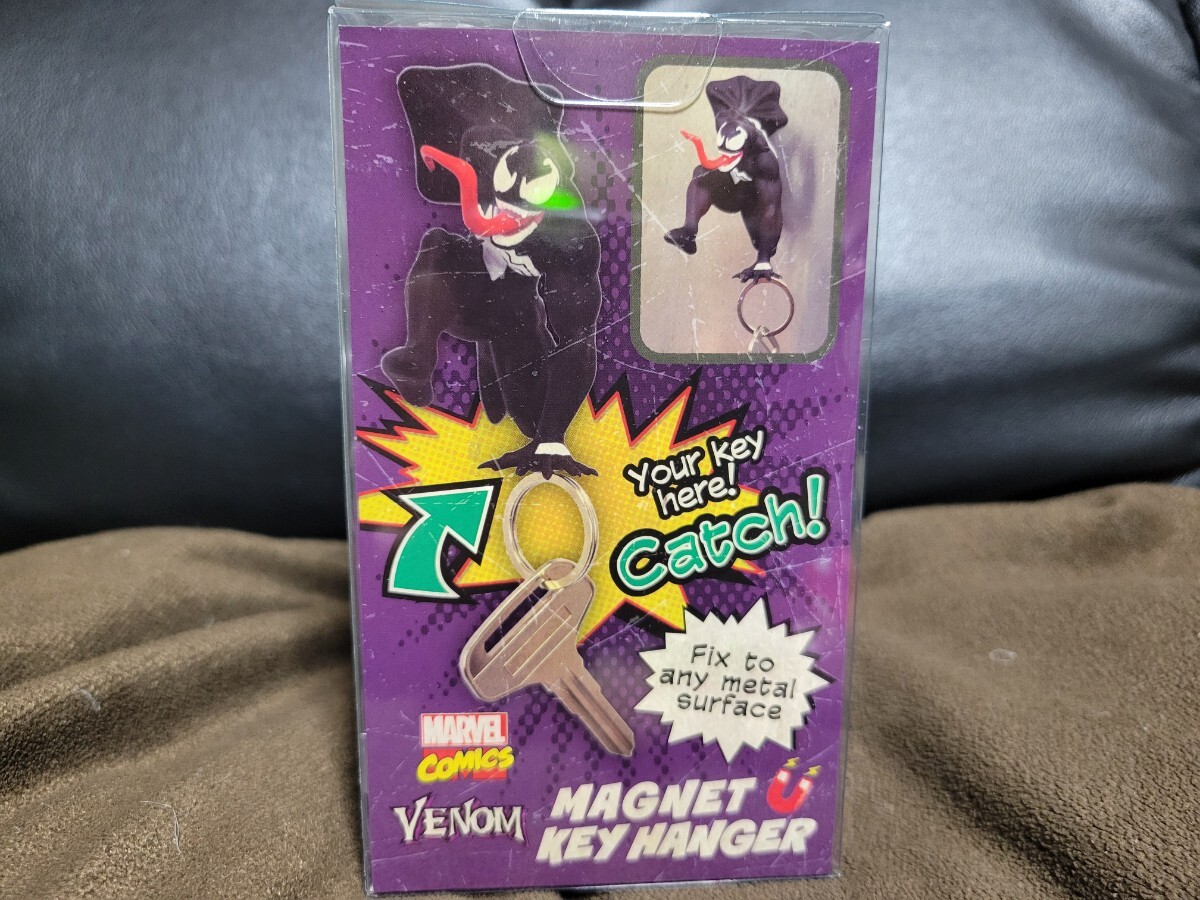 Your key
here!
Catch!
Fix to
any metal
surface
MARVEL
COMICS
VENOM
MAGNET
KEY HANGER